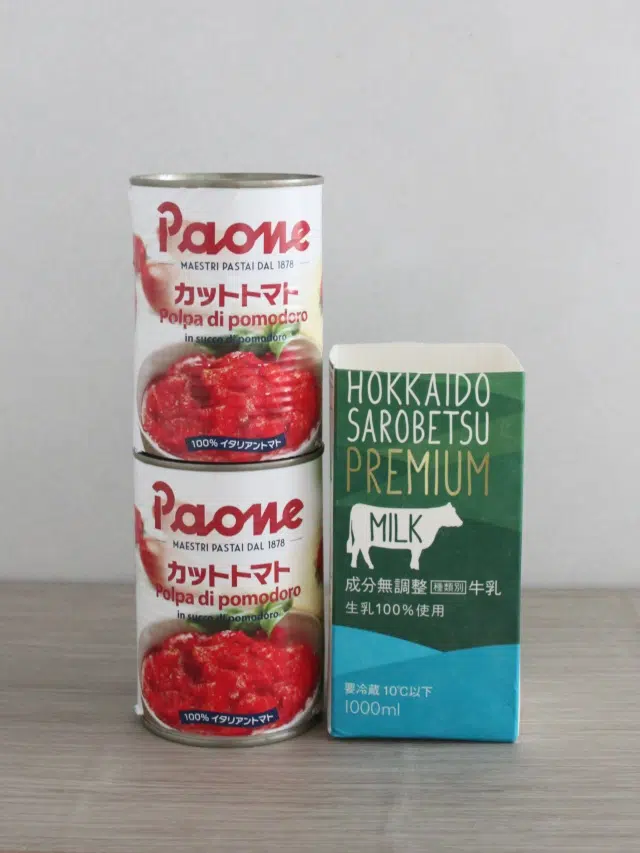 Paone
MAESTRI PASTAI DAL 1878
カットトマト
Polpa di pomodoro
in succo di pomodoro
100% イタリアントマト
Paone
MAESTRI PASTAI DAL 1878
カットトマト
Polpa di pomodoro
in succo di pomodoro
100% イタリアントマト
HOKKAIDO
SAROBETSU
PREMIUM
MILK
成分無調整 種類別 牛乳
生乳100%使用
要冷蔵 10℃以下
1000ml